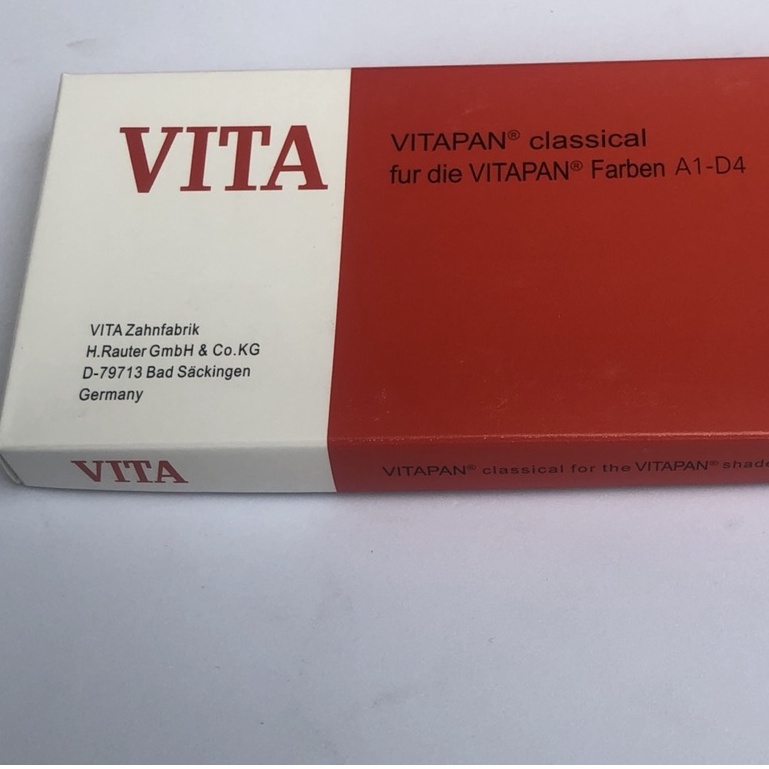 VITA
VITAPAN® classical
fur die VITAPAN® Farben A1-D4
VITA Zahnfabrik
H.Rauter GmbH & Co.KG
D-79713 Bad Säckingen
Germany
VITA
VITAPAN® classical for the VITAPAN®